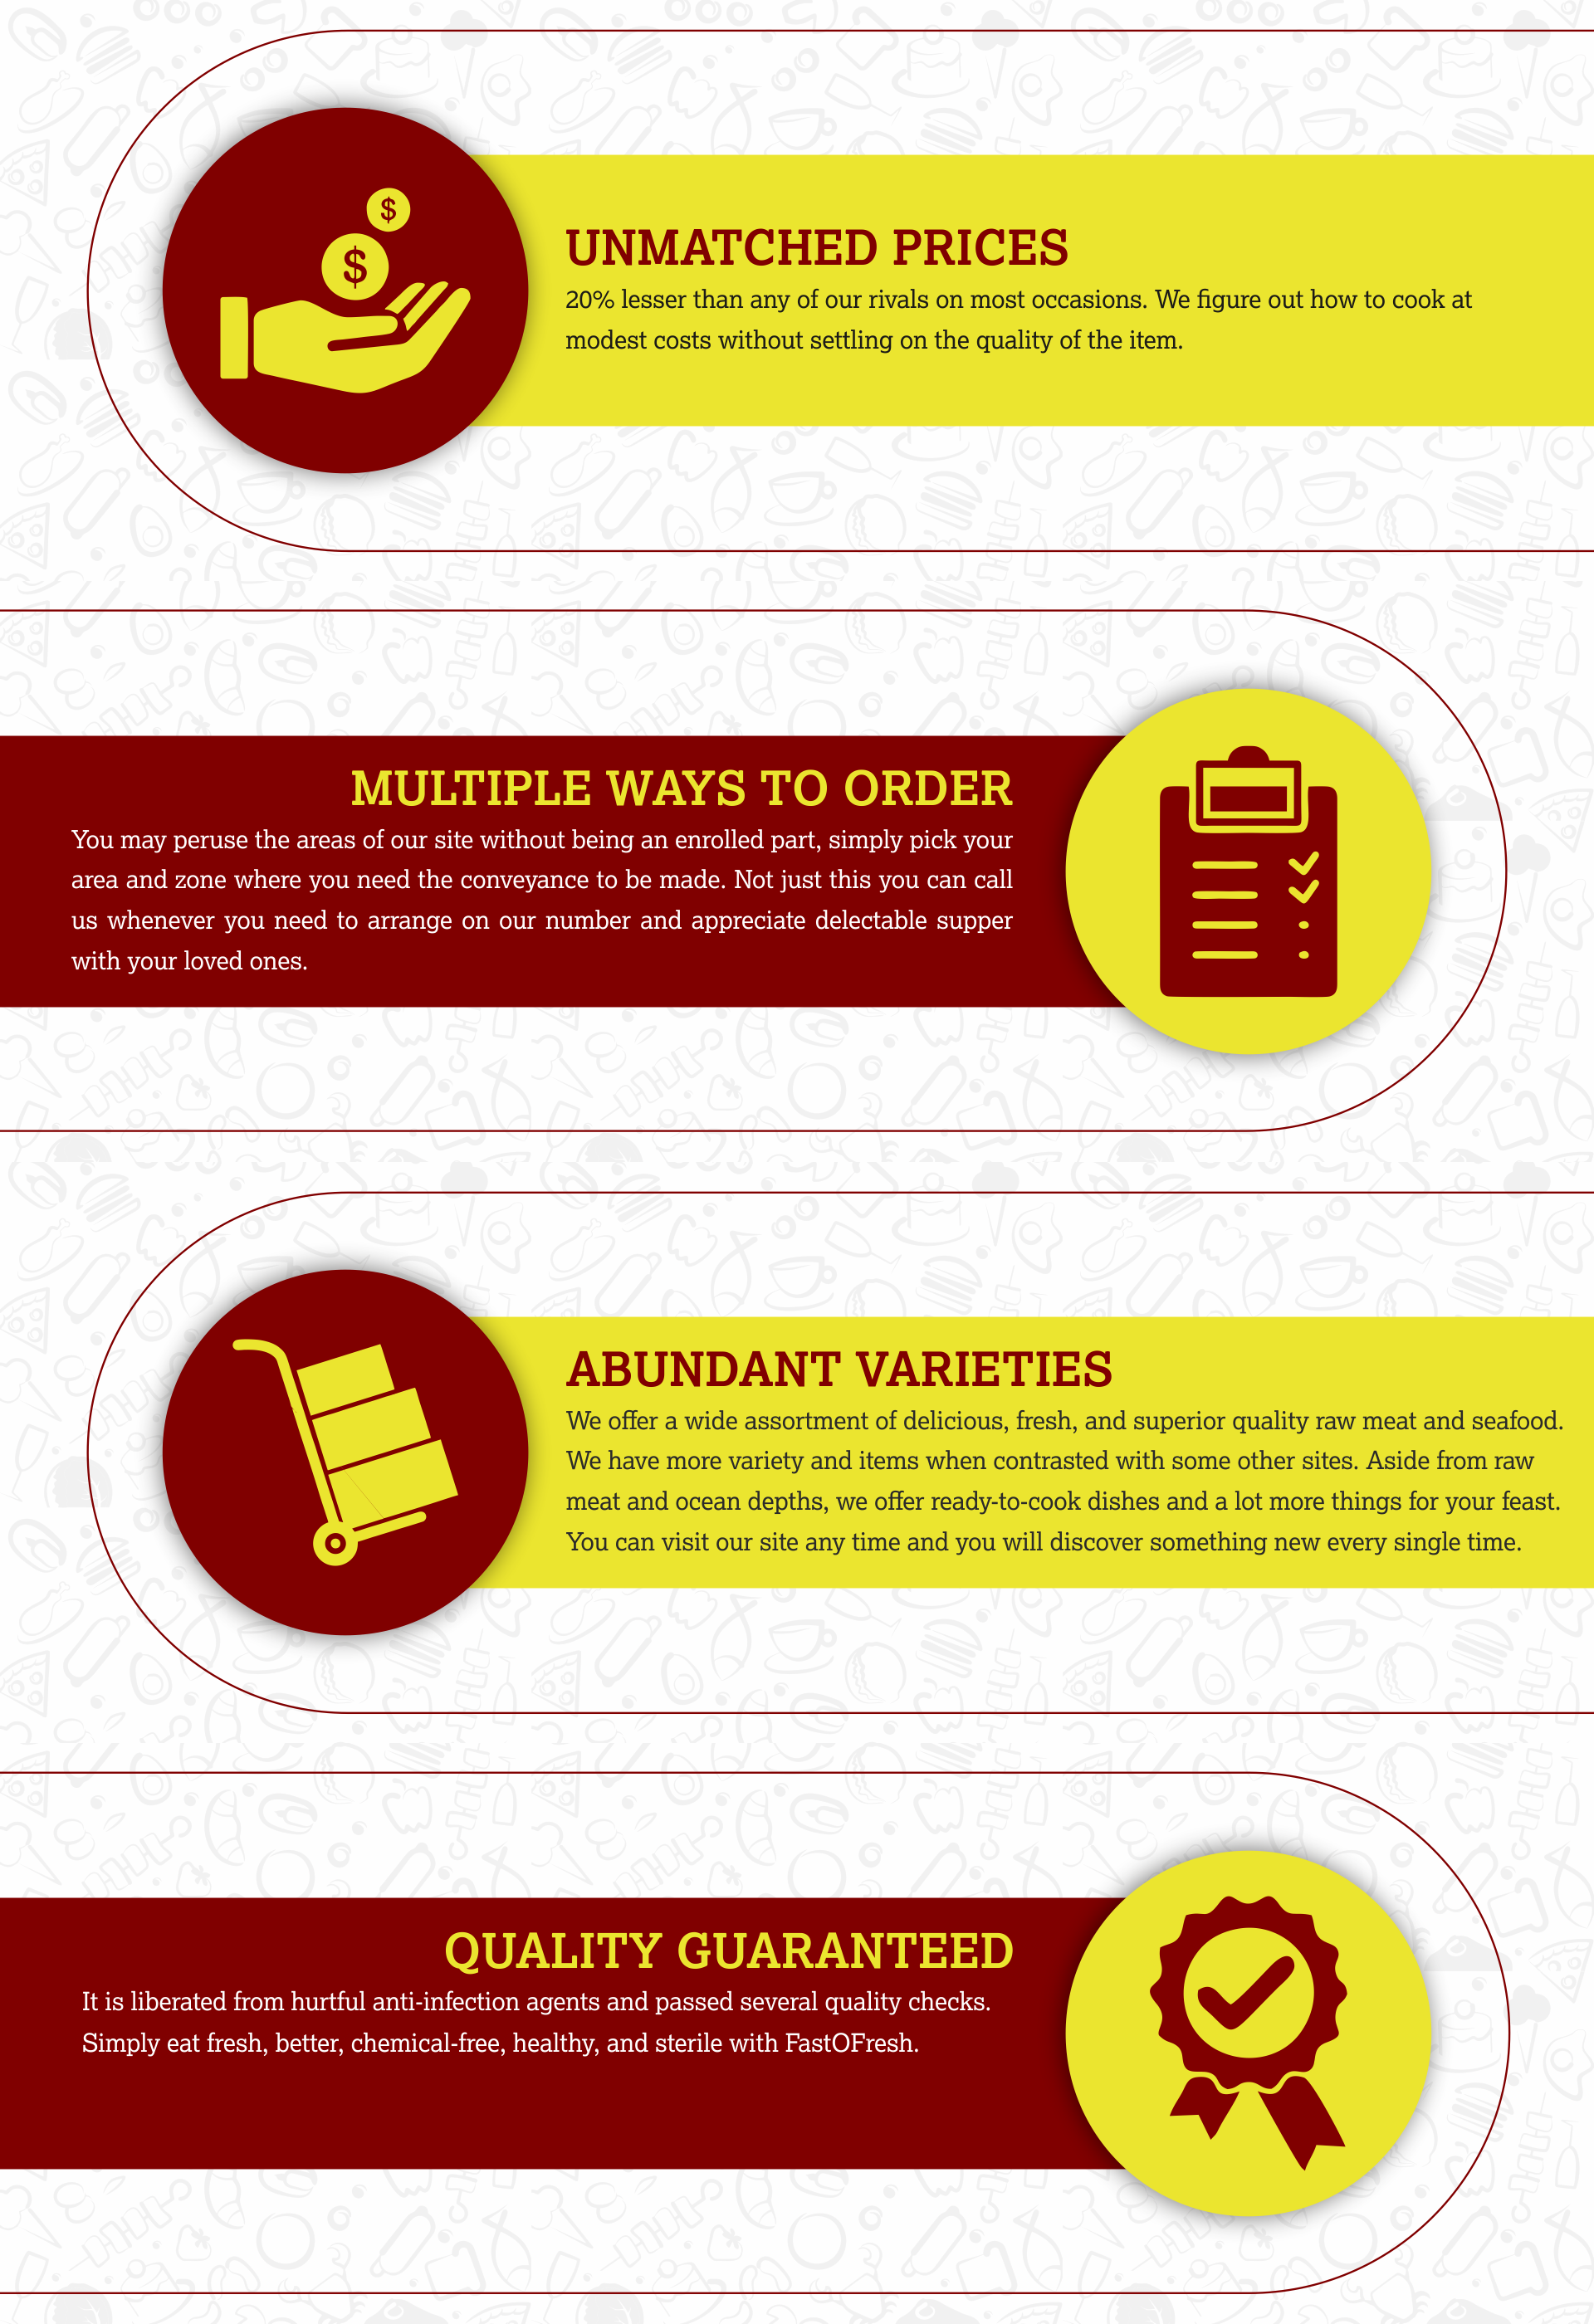 $
$
UNMATCHED PRICES
20% lesser than any of our rivals on most occasions. We figure out how to cook at
modest costs without settling on the quality of the item.
MULTIPLE WAYS TO ORDER
You may peruse the areas of our site without being an enrolled part, simply pick your
area and zone where you need the conveyance to be made. Not just this you can call
us whenever you need to arrange on our number and appreciate delectable supper
with your loved ones.
ABUNDANT VARIETIES
We offer a wide assortment of delicious, fresh, and superior quality raw meat and seafood.
We have more variety and items when contrasted with some other sites. Aside from raw
meat and ocean depths, we offer ready-to-cook dishes and a lot more things for your feast.
You can visit our site any time and you will discover something new every single time.
QUALITY GUARANTEED
It is liberated from hurtful anti-infection agents and passed several quality checks.
Simply eat fresh, better, chemical-free, healthy, and sterile with FastOFresh.